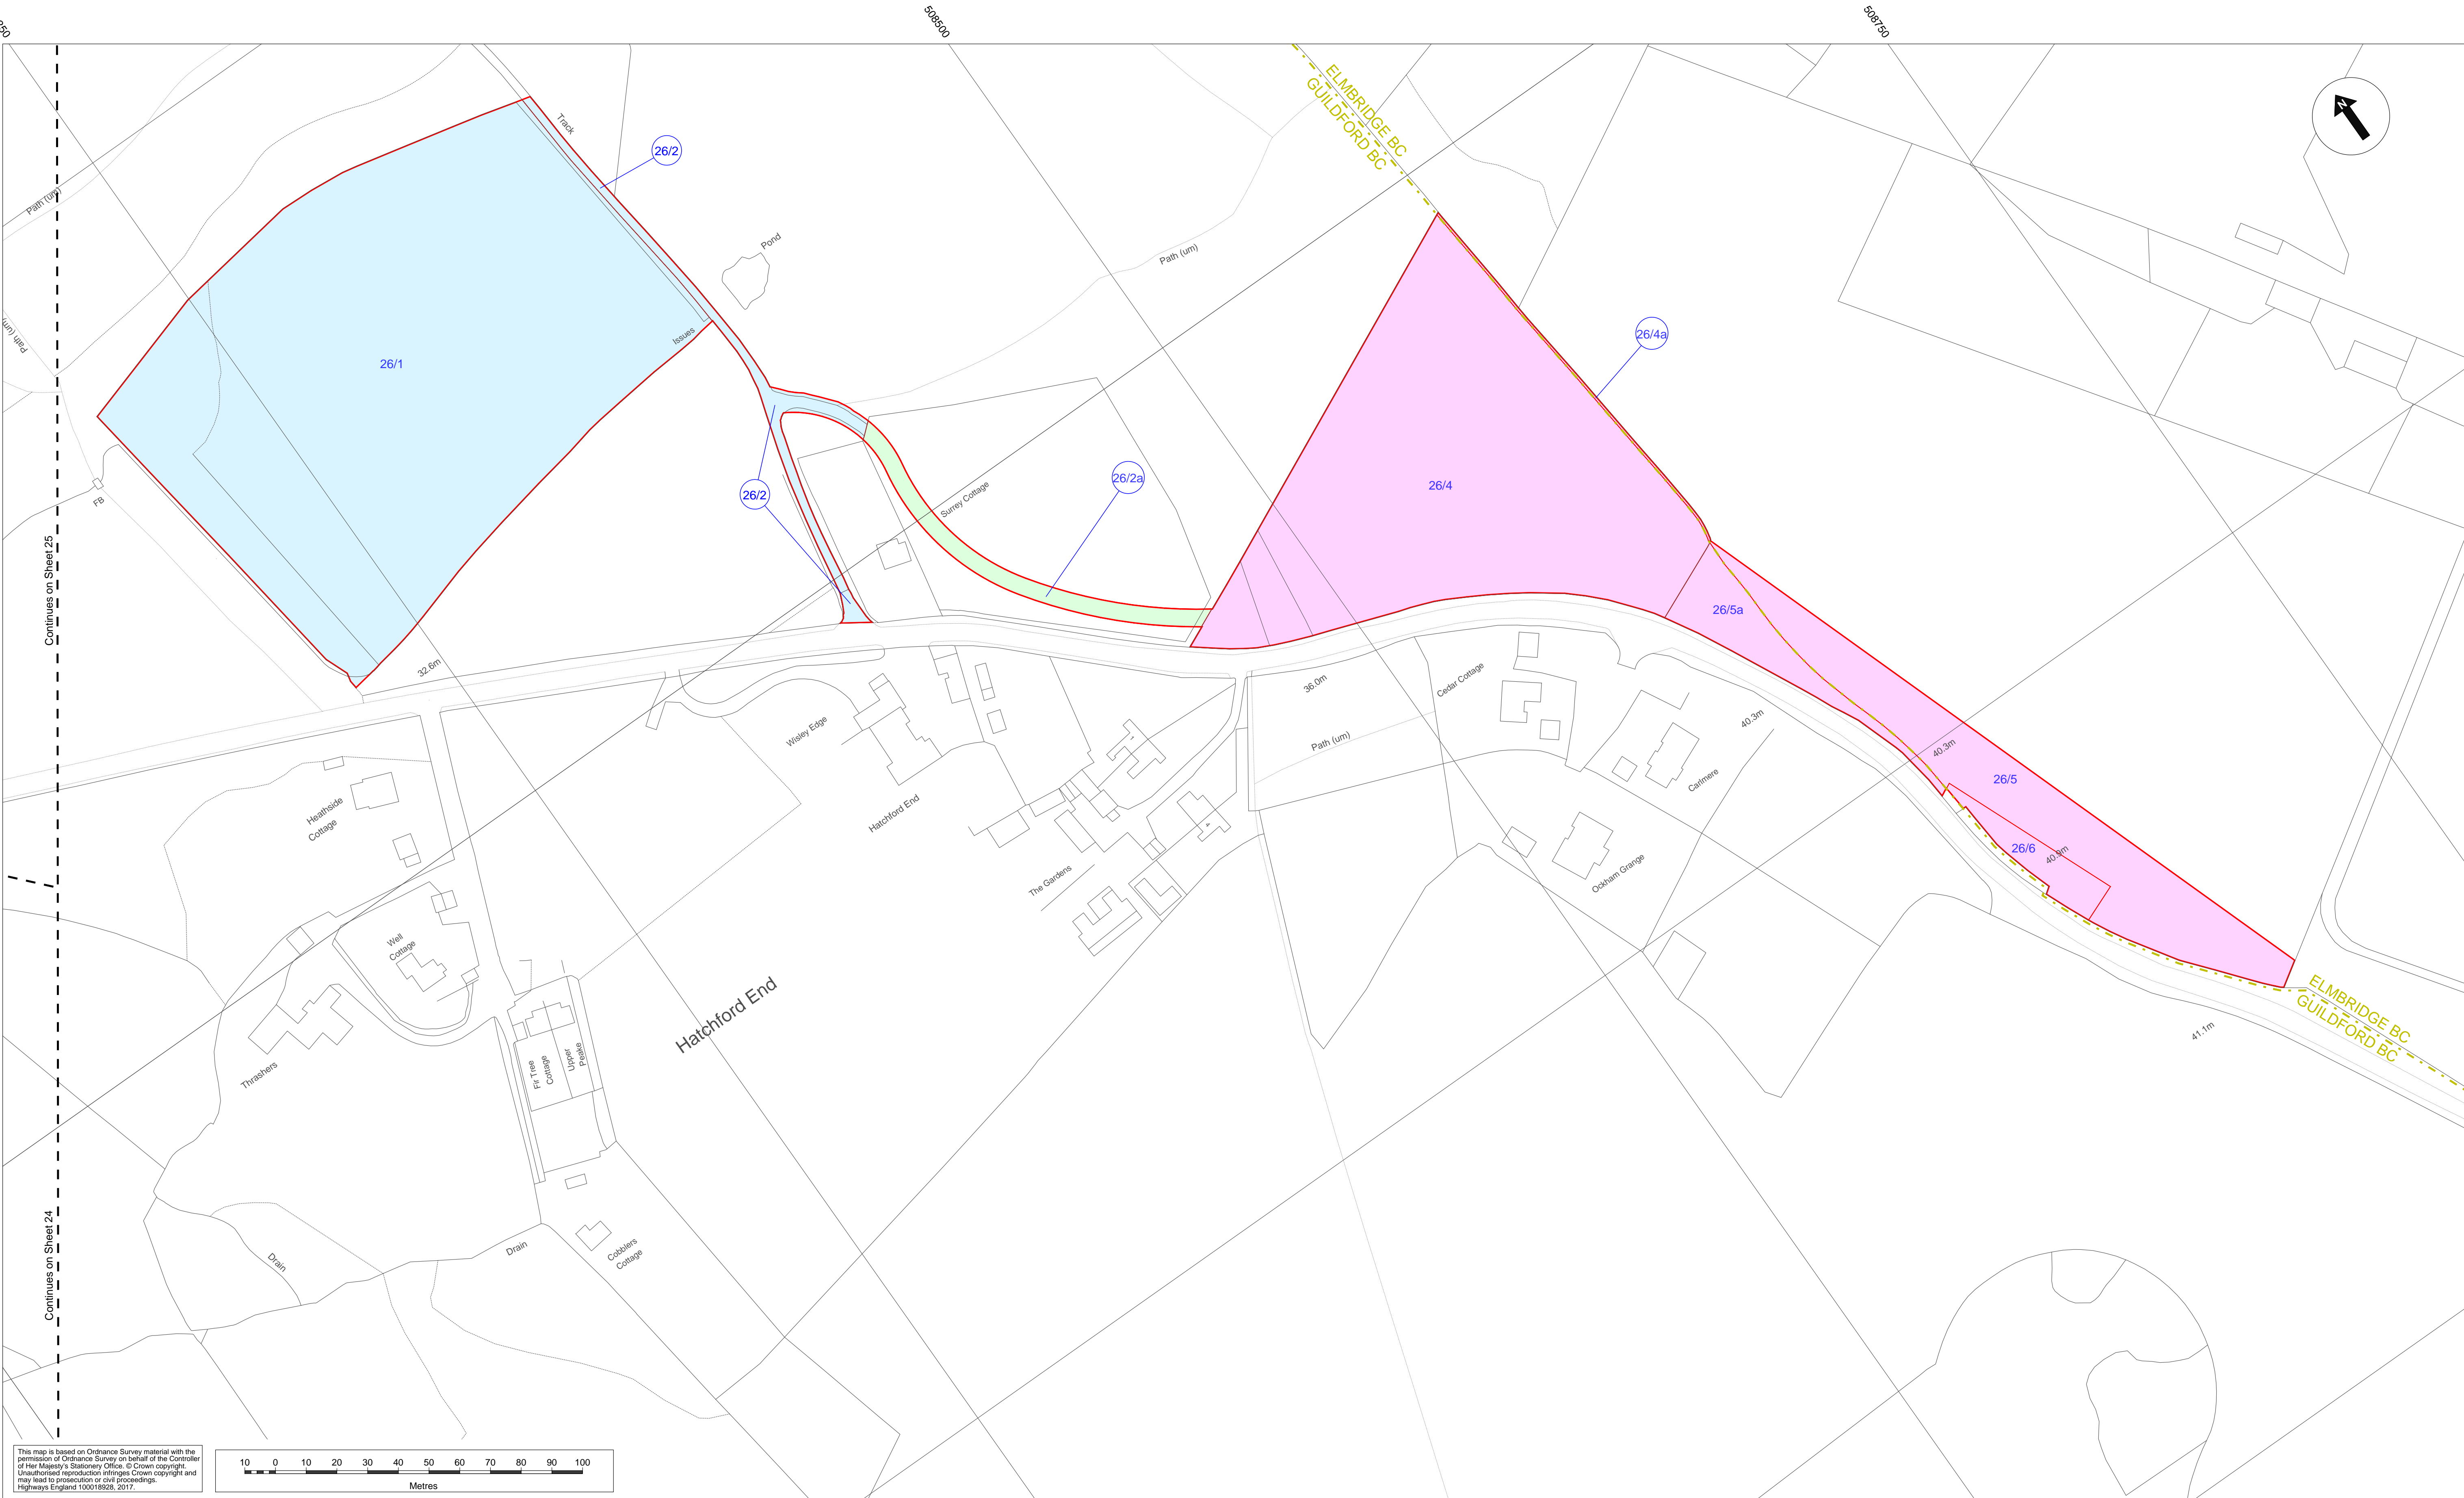 508500
508750
ELMBRIDGE BC
GUILDFORD BC
N
Track
26/2
Path (um)
Pond
Path (um)
Path (um)
Issues
26/1
26/4a
26/2
26/2a
26/4
Surrey Cottage
FB
Continues on Sheet 25
26/5a
32.6m
36.0m
Cedar Cottage
40.3m
Wisley Edge
Path (um)
40.3m
26/5
Carlmere
Heathside
Cottage
Hatchford End
26/6
40.9m
The Gardens
Ockham Grange
Well
Cottage
Hatchford End
ELMBRIDGE BC
GUILDFORD BC
41.1m
Thrashers
Fir Tree
Cottage
Upper
Peake
Continues on Sheet 24
Drain
Drain
Cobblers
Cottage
This map is based on Ordnance Survey material with the
permission of Ordnance Survey on behalf of the Controller
of Her Majesty's Stationery Office. © Crown copyright.
Unauthorised reproduction infringes Crown copyright and
may lead to prosecution or civil proceedings.
Highways England 100018928, 2017.
10 0 10 20 30 40 50 60 70 80 90 100
Metres